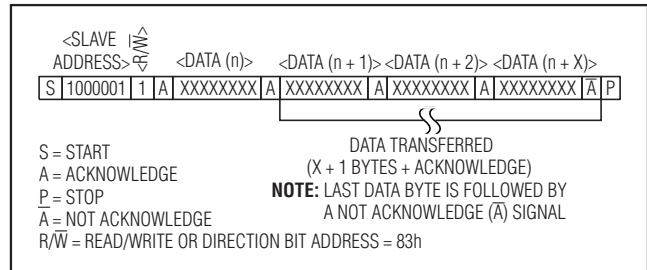 <SLAVE ADDRESS> <R/W̅> <DATA (n)> <DATA (n + 1)> <DATA (n + 2)> <DATA (n + X)>
S 1000001 1 A XXXXXXXX A XXXXXXXX A XXXXXXXX A XXXXXXXX A̅ P
S = START
A = ACKNOWLEDGE
P = STOP
A̅ = NOT ACKNOWLEDGE
R/W̅ = READ/WRITE OR DIRECTION BIT ADDRESS = 83h
DATA TRANSFERRED
(X + 1 BYTES + ACKNOWLEDGE)
NOTE: LAST DATA BYTE IS FOLLOWED BY
A NOT ACKNOWLEDGE (A̅) SIGNAL